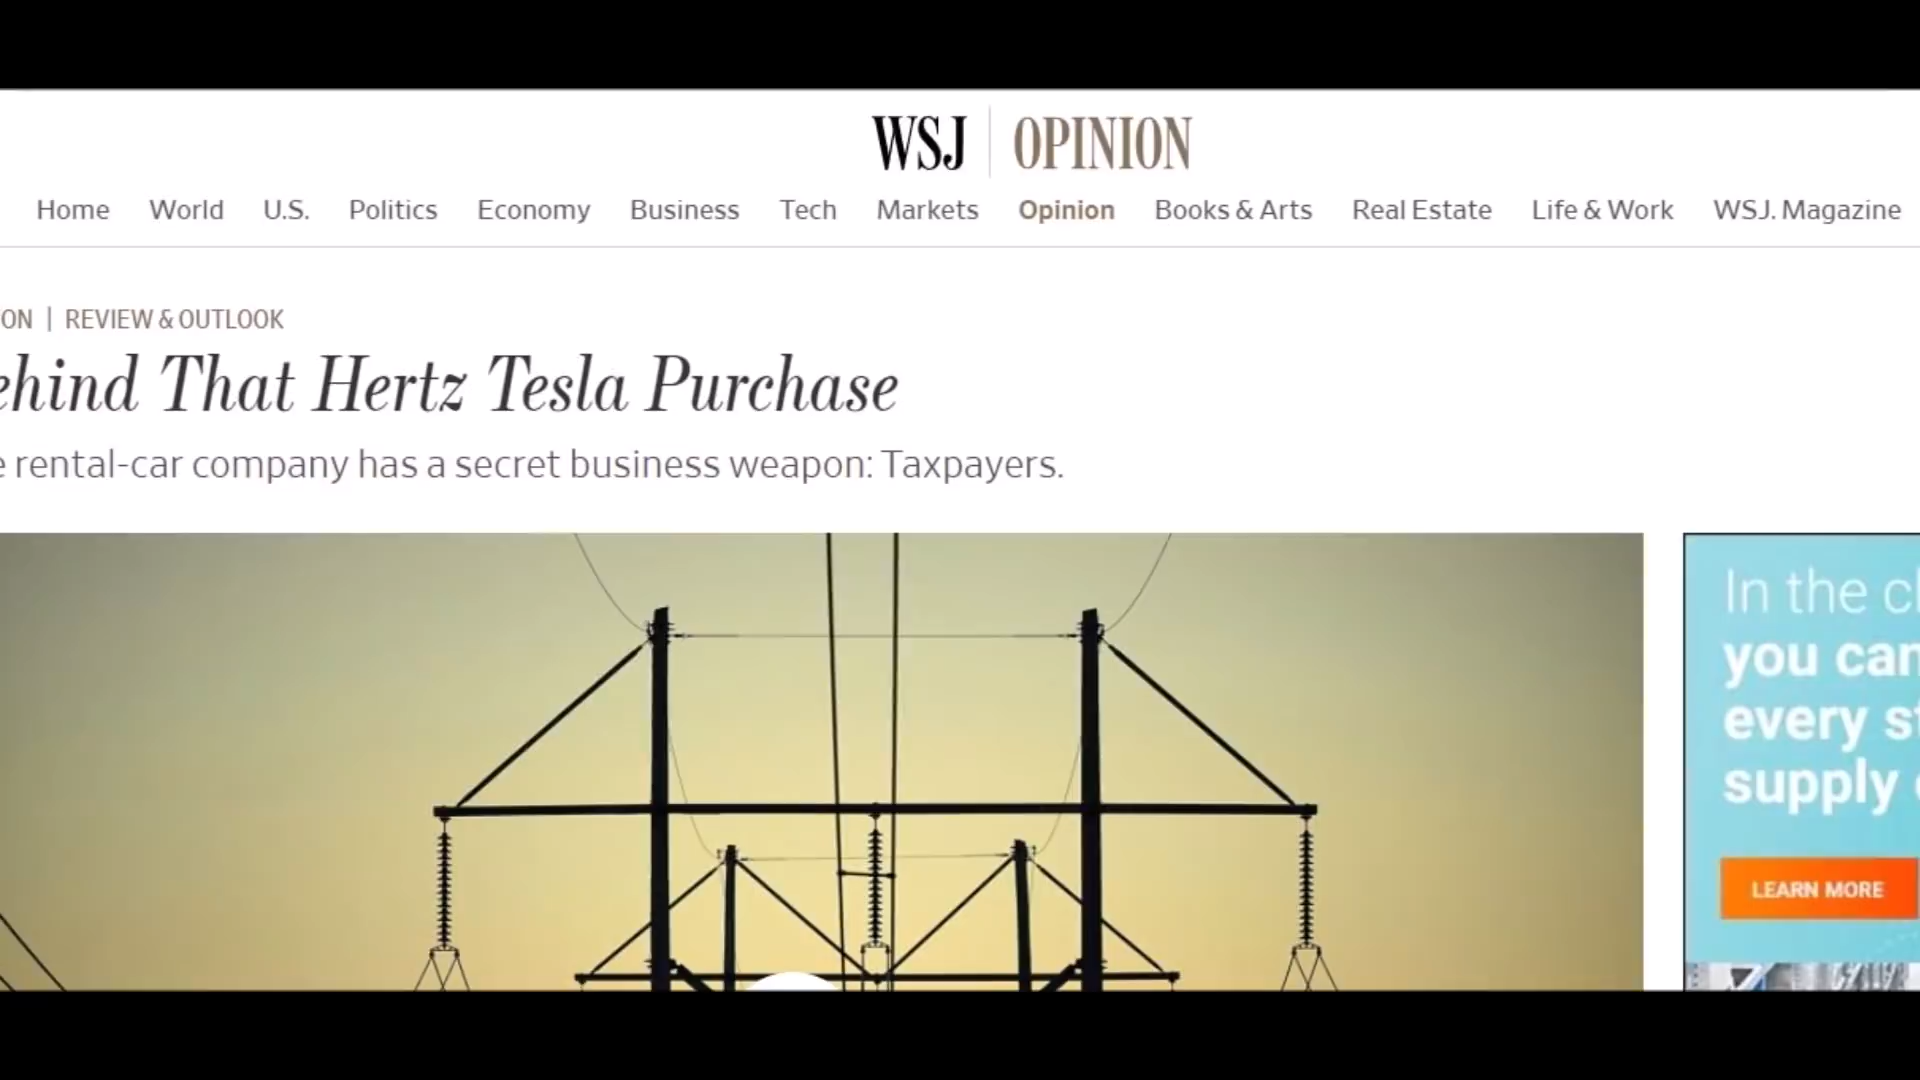 WSJ OPINION
Home World U.S. Politics Economy Business Tech Markets Opinion Books & Arts Real Estate Life & Work WSJ. Magazine
ON | REVIEW & OUTLOOK
ehind That Hertz Tesla Purchase
e rental-car company has a secret business weapon: Taxpayers.
In the cl
you can
every st
supply
LEARN MORE